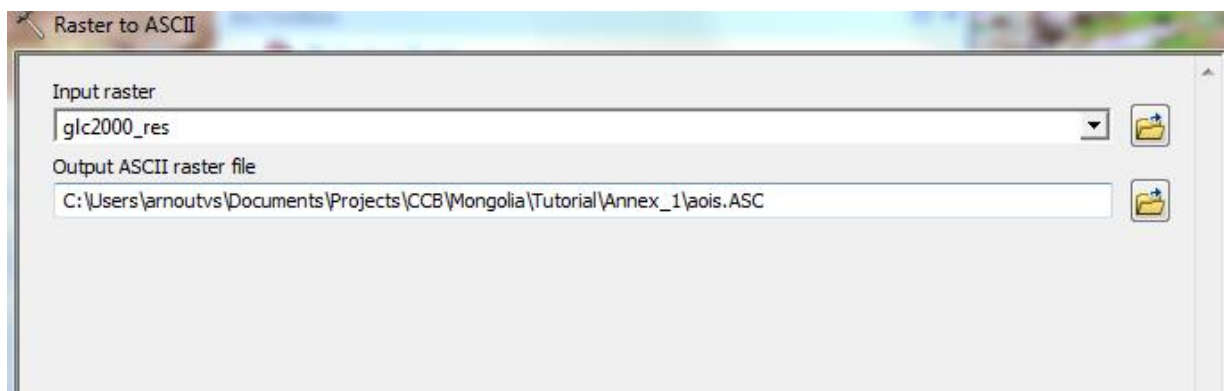 Raster to ASCII
Input raster
glc2000_res
Output ASCII raster file
C:\Users\arnoutvs\Documents\Projects\CCB\Mongolia\Tutorial\Annex_1\aois.ASC